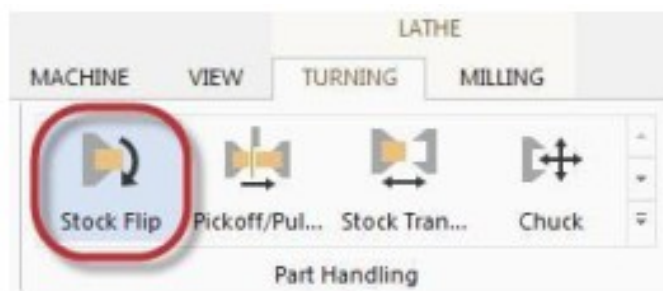 LATHE
MACHINE VIEW TURNING MILLING
Stock Flip Pickoff/Pul... Stock Tran... Chuck
Part Handling